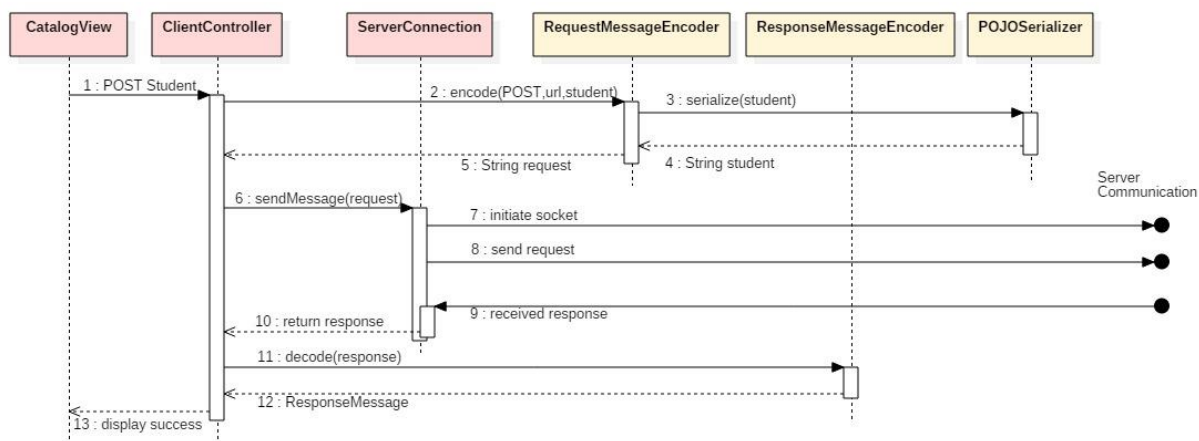 CatalogView
ClientController
ServerConnection
RequestMessageEncoder
ResponseMessageEncoder
POJOSerializer
1 : POST Student
2 : encode(POST,url,student)
3 : serialize(student)
4 : String student
5 : String request
Server
Communication
6 : sendMessage(request)
7 : initiate socket
8 : send request
9 : received response
10 : return response
11 : decode(response)
12 : ResponseMessage
13 : display success